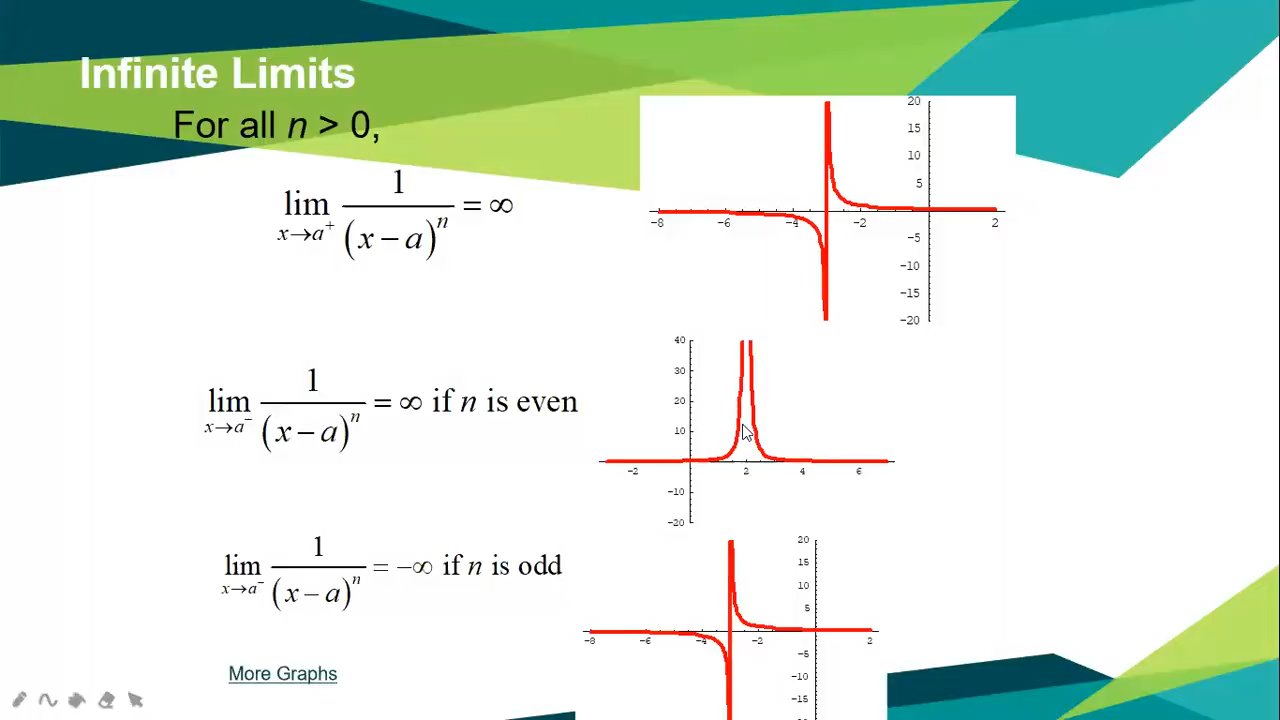 Infinite Limits
For all n > 0,
lim x→a⁺ 1/(x − a)ⁿ = ∞
20
15
10
5
-8 -6 -4 -2 2
-5
-10
-15
-20
lim x→a⁻ 1/(x − a)ⁿ = ∞ if n is even
40
30
20
10
-2 2 4 6
-10
-20
lim x→a⁻ 1/(x − a)ⁿ = −∞ if n is odd
20
15
10
5
-8 -6 -4 -2 2
-5
-10
-15
More Graphs